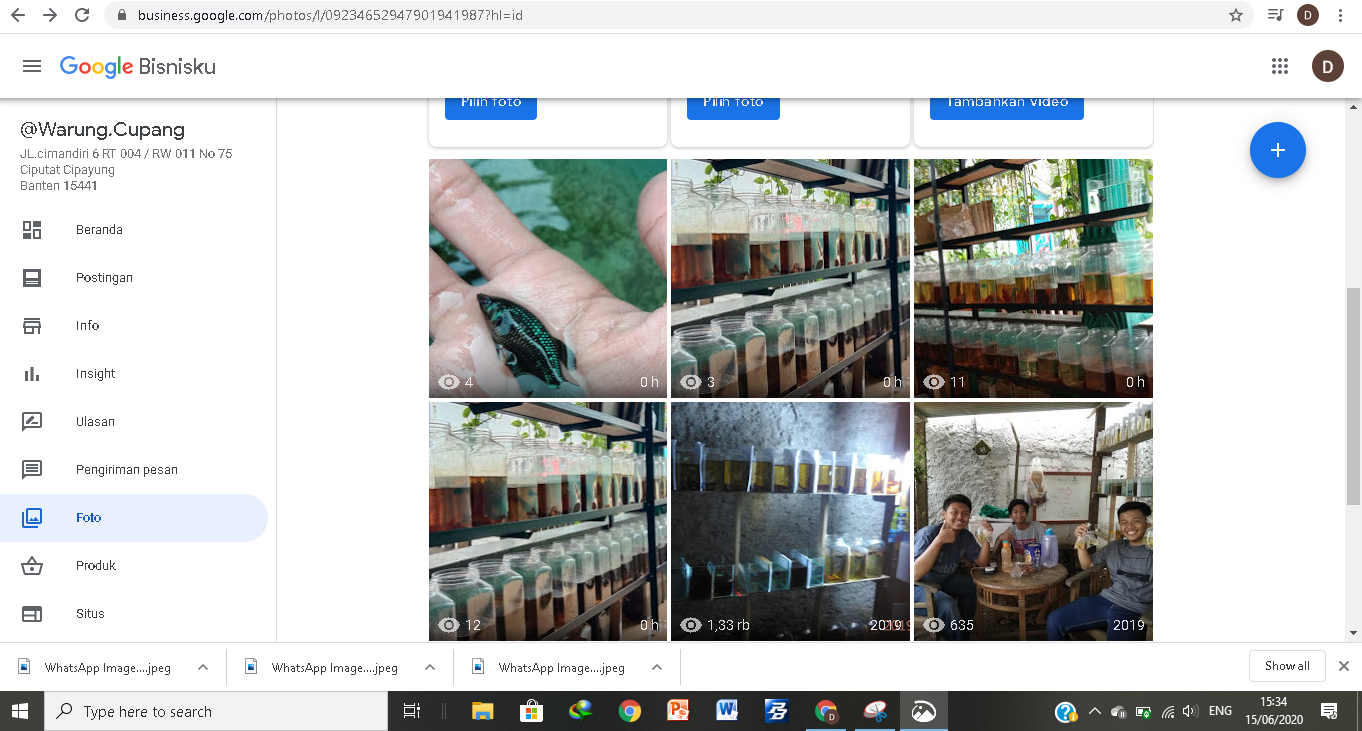 business.google.com/photos/l/09234652947901941987?hl=id
D
Google Bisnisku
D
@Warung.Cupang
JL.cimandiri 6 RT 004 / RW 011 No 75
Ciputat Cipayung
Banten 15441
Beranda
Postingan
Info
Insight
Ulasan
Pengiriman pesan
Foto
Produk
Situs
Pilih foto
Pilih foto
Tambahkan Video
4
0 h
3
0 h
11
0 h
12
0 h
1,33 rb
2019
635
2019
WhatsApp Image....jpeg
WhatsApp Image....jpeg
WhatsApp Image....jpeg
Show all
Type here to search
ENG
15:34
15/06/2020